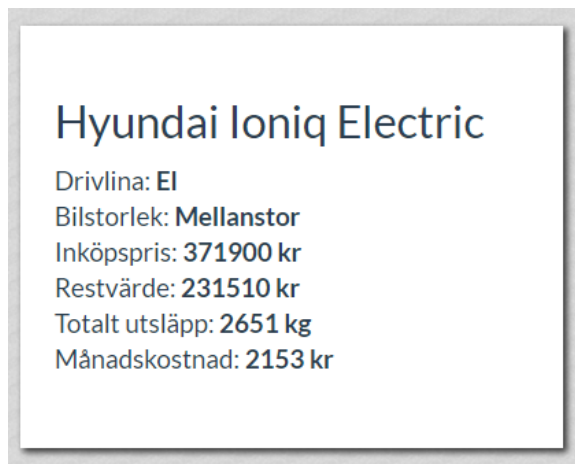 Hyundai Ioniq Electric
Drivlina: El
Bilstorlek: Mellanstor
Inköpspris: 371900 kr
Restvärde: 231510 kr
Totalt utsläpp: 2651 kg
Månadskostnad: 2153 kr